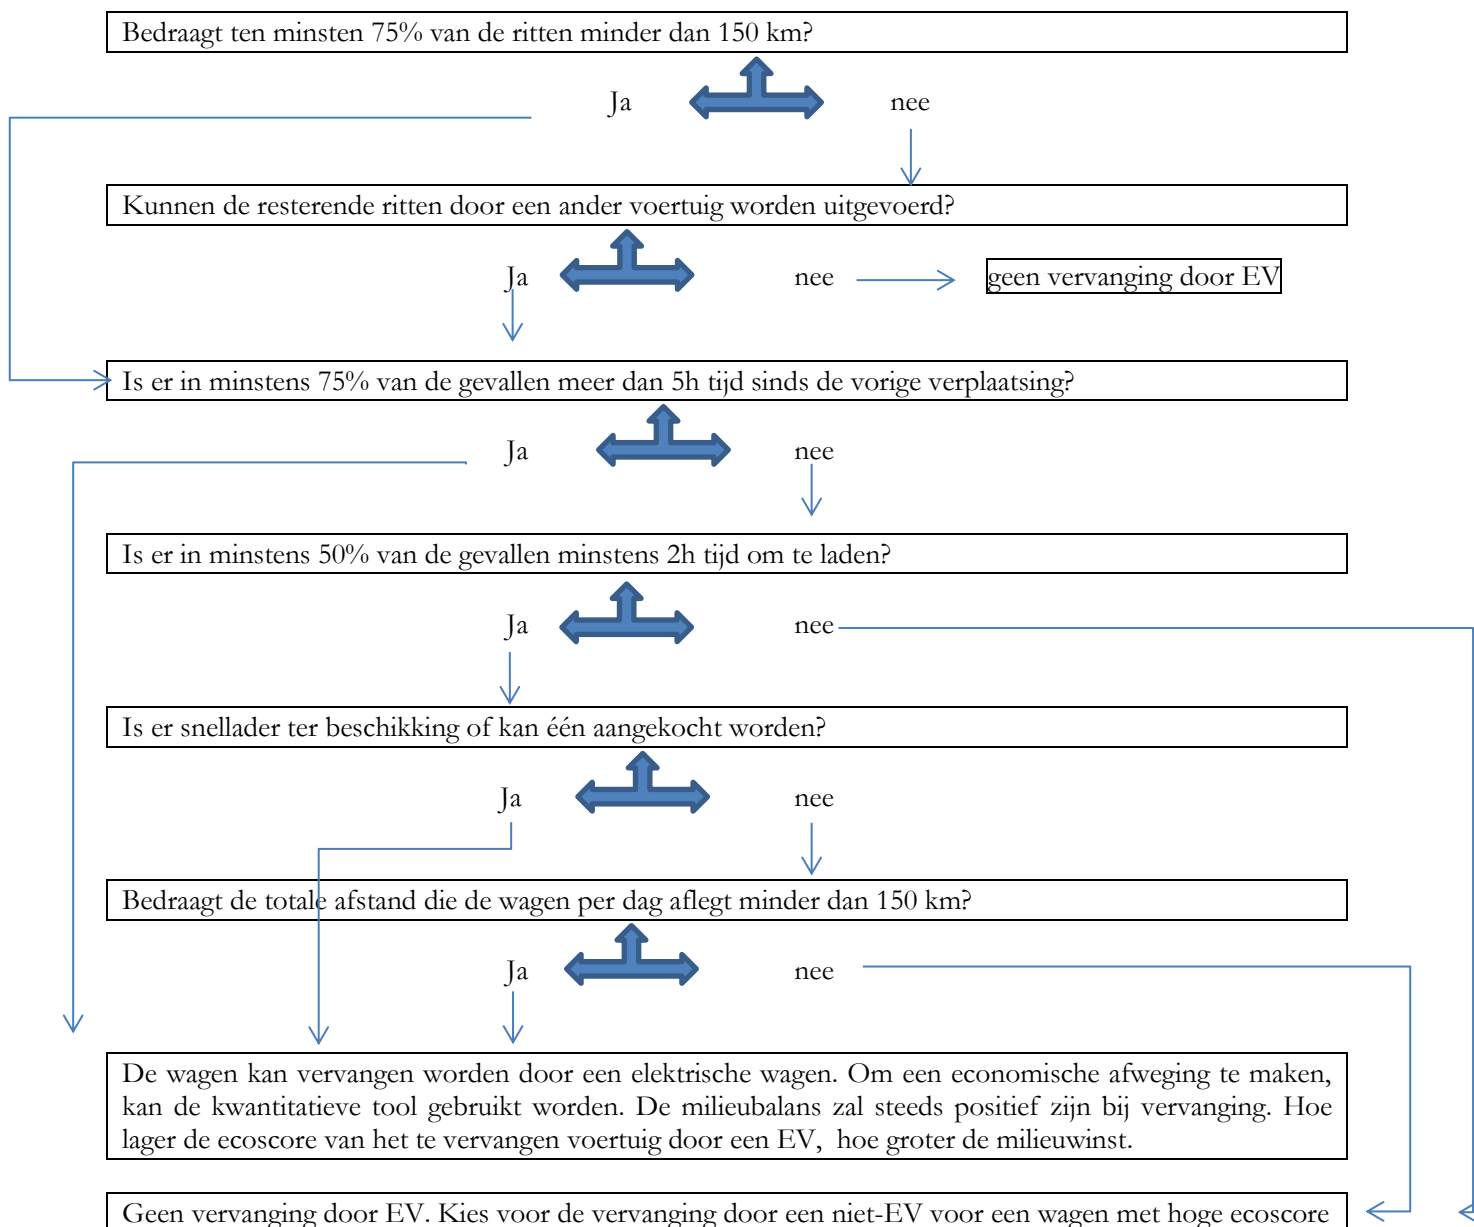 Bedraagt ten minsten 75% van de ritten minder dan 150 km?
Ja nee
Kunnen de resterende ritten door een ander voertuig worden uitgevoerd?
Ja nee geen vervanging door EV
Is er in minstens 75% van de gevallen meer dan 5h tijd sinds de vorige verplaatsing?
Ja nee
Is er in minstens 50% van de gevallen minstens 2h tijd om te laden?
Ja nee
Is er snellader ter beschikking of kan één aangekocht worden?
Ja nee
Bedraagt de totale afstand die de wagen per dag aflegt minder dan 150 km?
Ja nee
De wagen kan vervangen worden door een elektrische wagen. Om een economische afweging te maken,
kan de kwantitatieve tool gebruikt worden. De milieubalans zal steeds positief zijn bij vervanging. Hoe
lager de ecoscore van het te vervangen voertuig door een EV, hoe groter de milieuwinst.
Geen vervanging door EV. Kies voor de vervanging door een niet-EV voor een wagen met hoge ecoscore